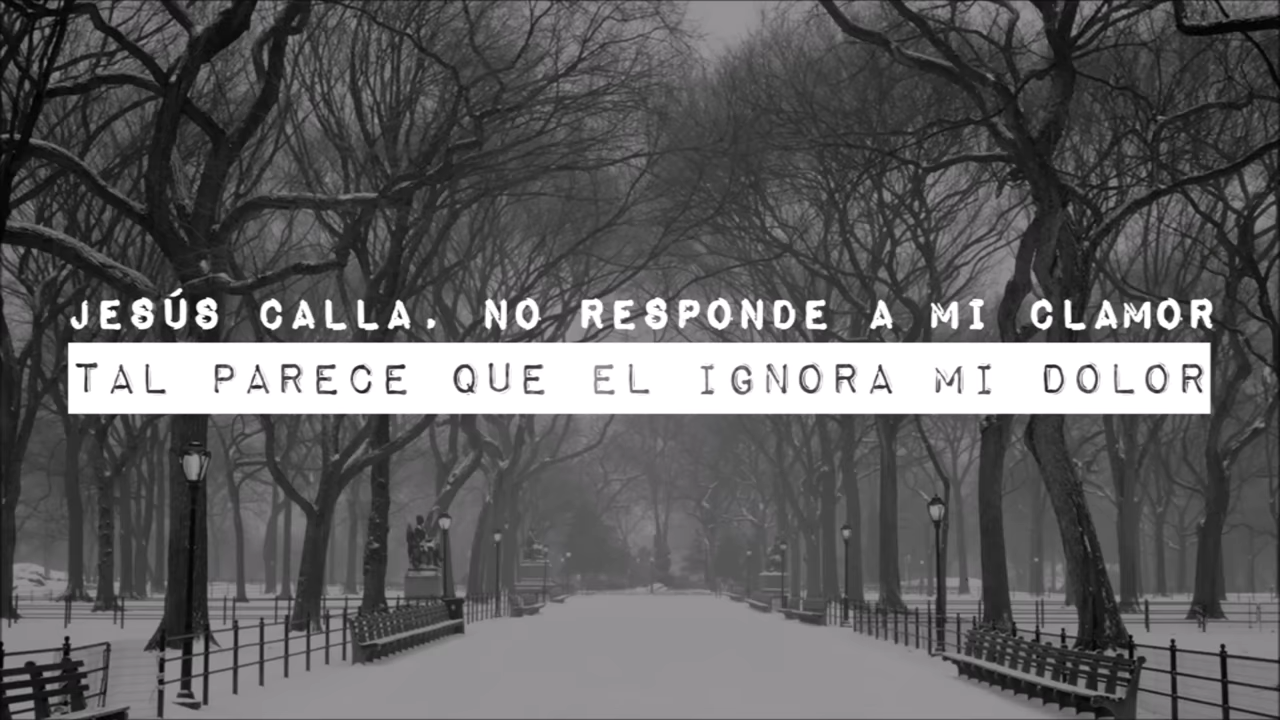 JESÚS CALLA, NO RESPONDE A MI CLAMOR
TAL PARECE QUE EL IGNORA MI DOLOR